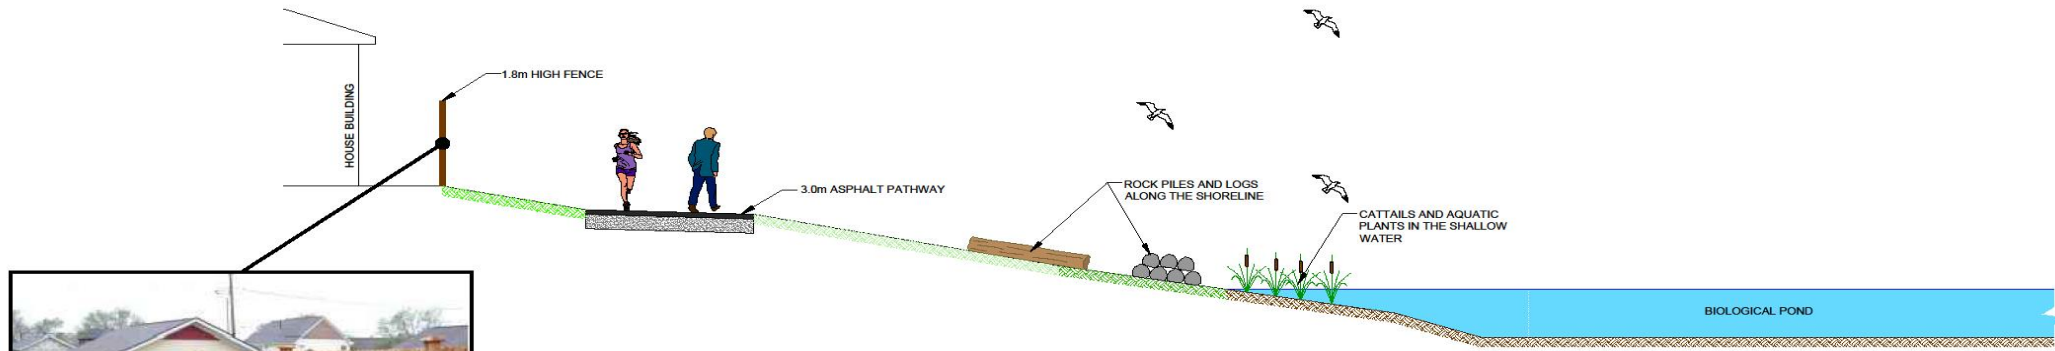 HOUSE BUILDING
1.8m HIGH FENCE
3.0m ASPHALT PATHWAY
ROCK PILES AND LOGS
ALONG THE SHORELINE
CATTAILS AND AQUATIC
PLANTS IN THE SHALLOW
WATER
BIOLOGICAL POND